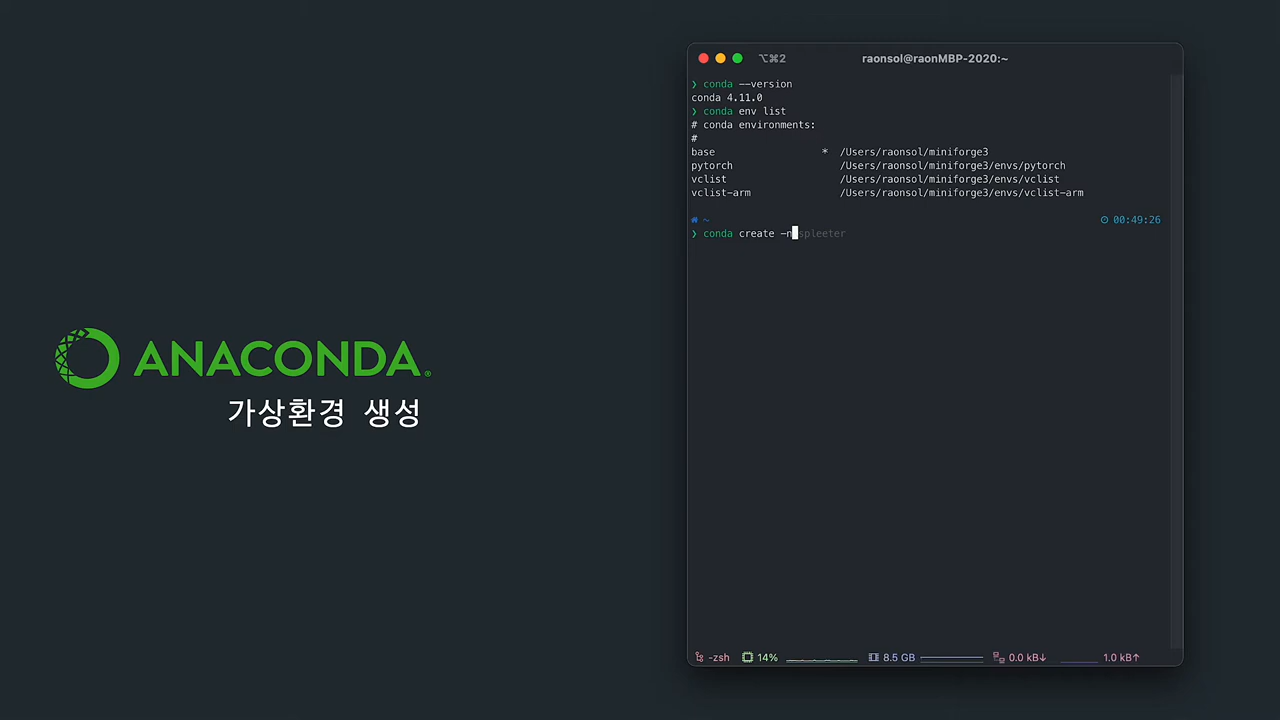 ANACONDA®
가상환경 생성
⌥⌘2
raonsol@raonMBP-2020:~
❯ conda --version
conda 4.11.0
❯ conda env list
# conda environments:
#
base * /Users/raonsol/miniforge3
pytorch /Users/raonsol/miniforge3/envs/pytorch
vclist /Users/raonsol/miniforge3/envs/vclist
vclist-arm /Users/raonsol/miniforge3/envs/vclist-arm
~ 00:49:26
❯ conda create -n spleeter
-zsh 14% 8.5 GB 0.0 kB↓ 1.0 kB↑